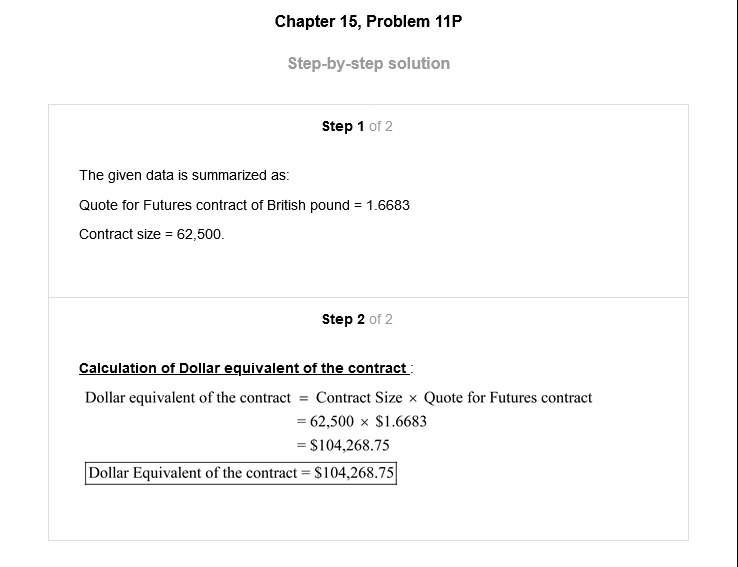 Chapter 15, Problem 11P
Step-by-step solution
Step 1 of 2
The given data is summarized as:
Quote for Futures contract of British pound = 1.6683
Contract size = 62,500.
Step 2 of 2
Calculation of Dollar equivalent of the contract :
Dollar equivalent of the contract = Contract Size × Quote for Futures contract
= 62,500 × $1.6683
= $104,268.75
Dollar Equivalent of the contract = $104,268.75